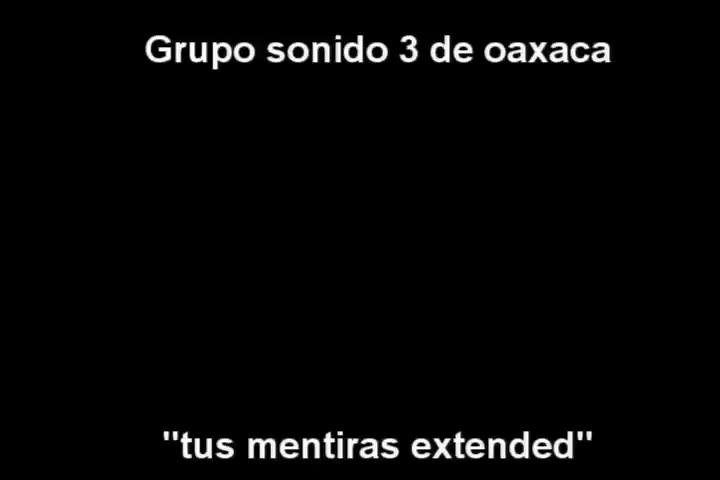 Grupo sonido 3 de oaxaca
"tus mentiras extended"